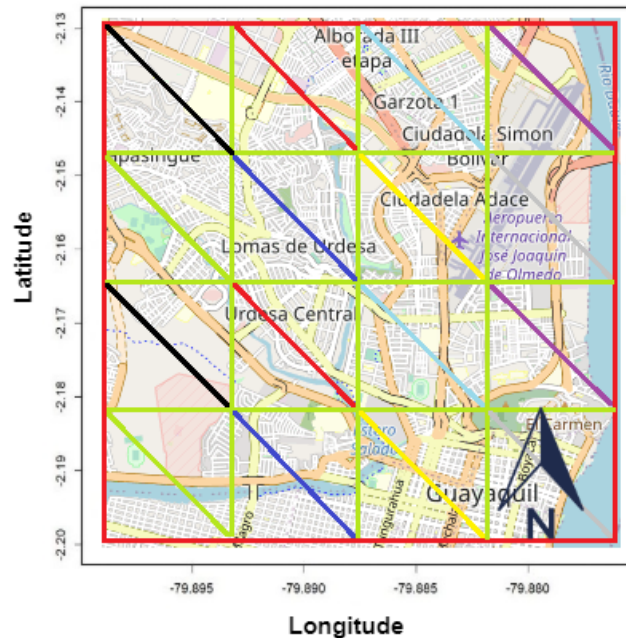 -2.13
-2.14
-2.15
-2.16
-2.17
-2.18
-2.19
-2.20
Latitude
Alborada III
etapa
Garzota 1
Ciudadela Simon
Bolivar
apasingue
Ciudadela Adace
Aeropuerto
Internacional
José Joaquín
de Olmedo
Lomas de Urdesa
Urdesa Central
El Carmen
Estero
Salado
Guayaquil
N
-79.895
-79.890
-79.885
-79.880
Longitude